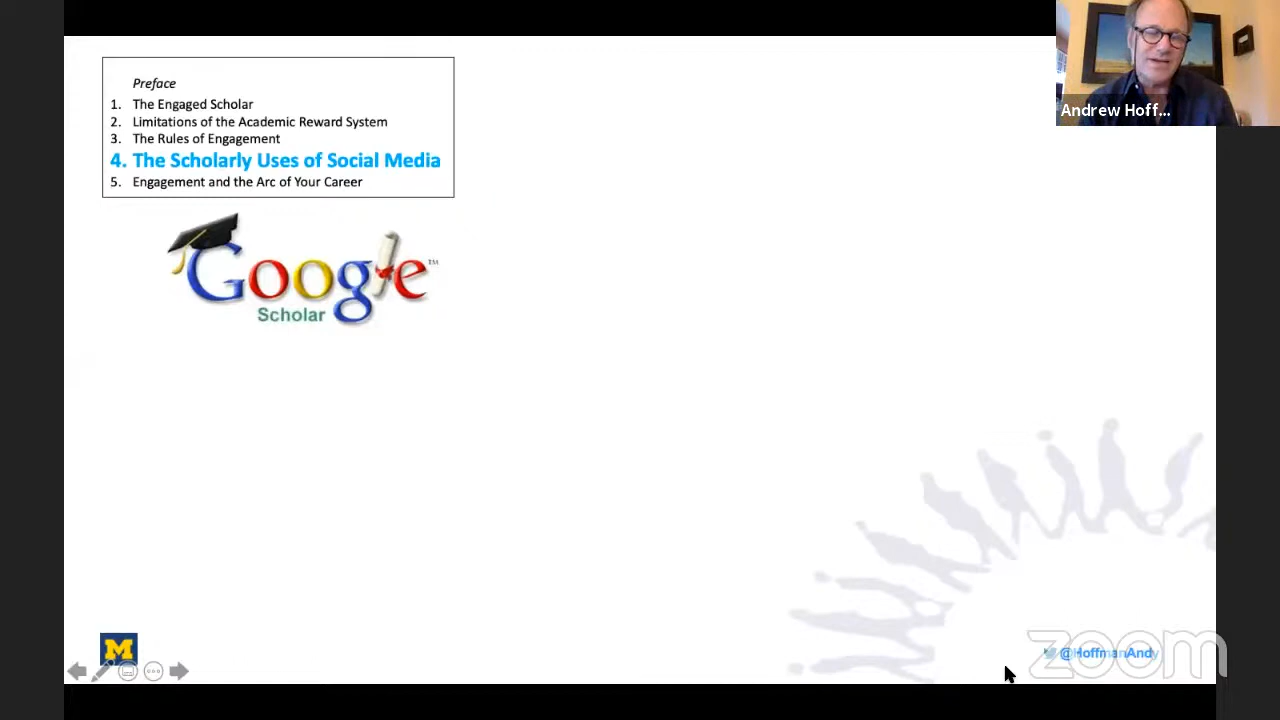 Preface
1. The Engaged Scholar
2. Limitations of the Academic Reward System
3. The Rules of Engagement
4. The Scholarly Uses of Social Media
5. Engagement and the Arc of Your Career
Google™
Scholar
Andrew Hoff...
M
@HoffmanAndy
zoom